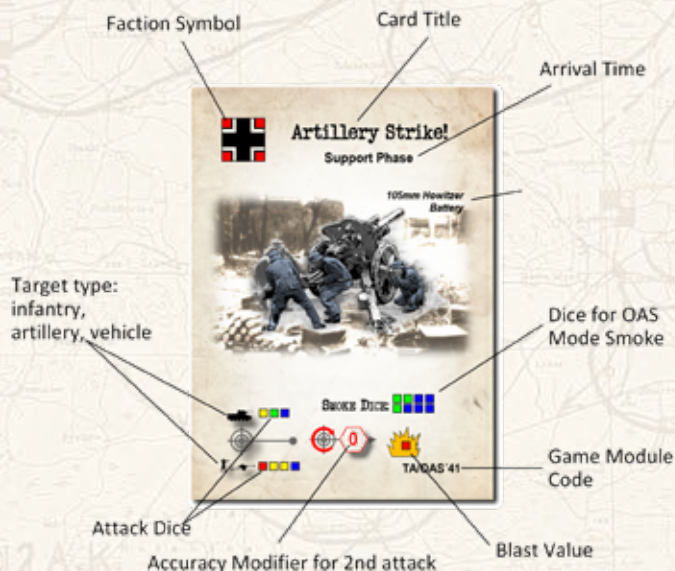 Faction Symbol
Card Title
Arrival Time
Artillery Strike!
Support Phase
105mm Howitzer
Battery
Target type:
infantry,
artillery, vehicle
Dice for OAS
Mode Smoke
SMOKE DICE:
0
TA/OAS'41
Game Module
Code
Attack Dice
Blast Value
Accuracy Modifier for 2nd attack